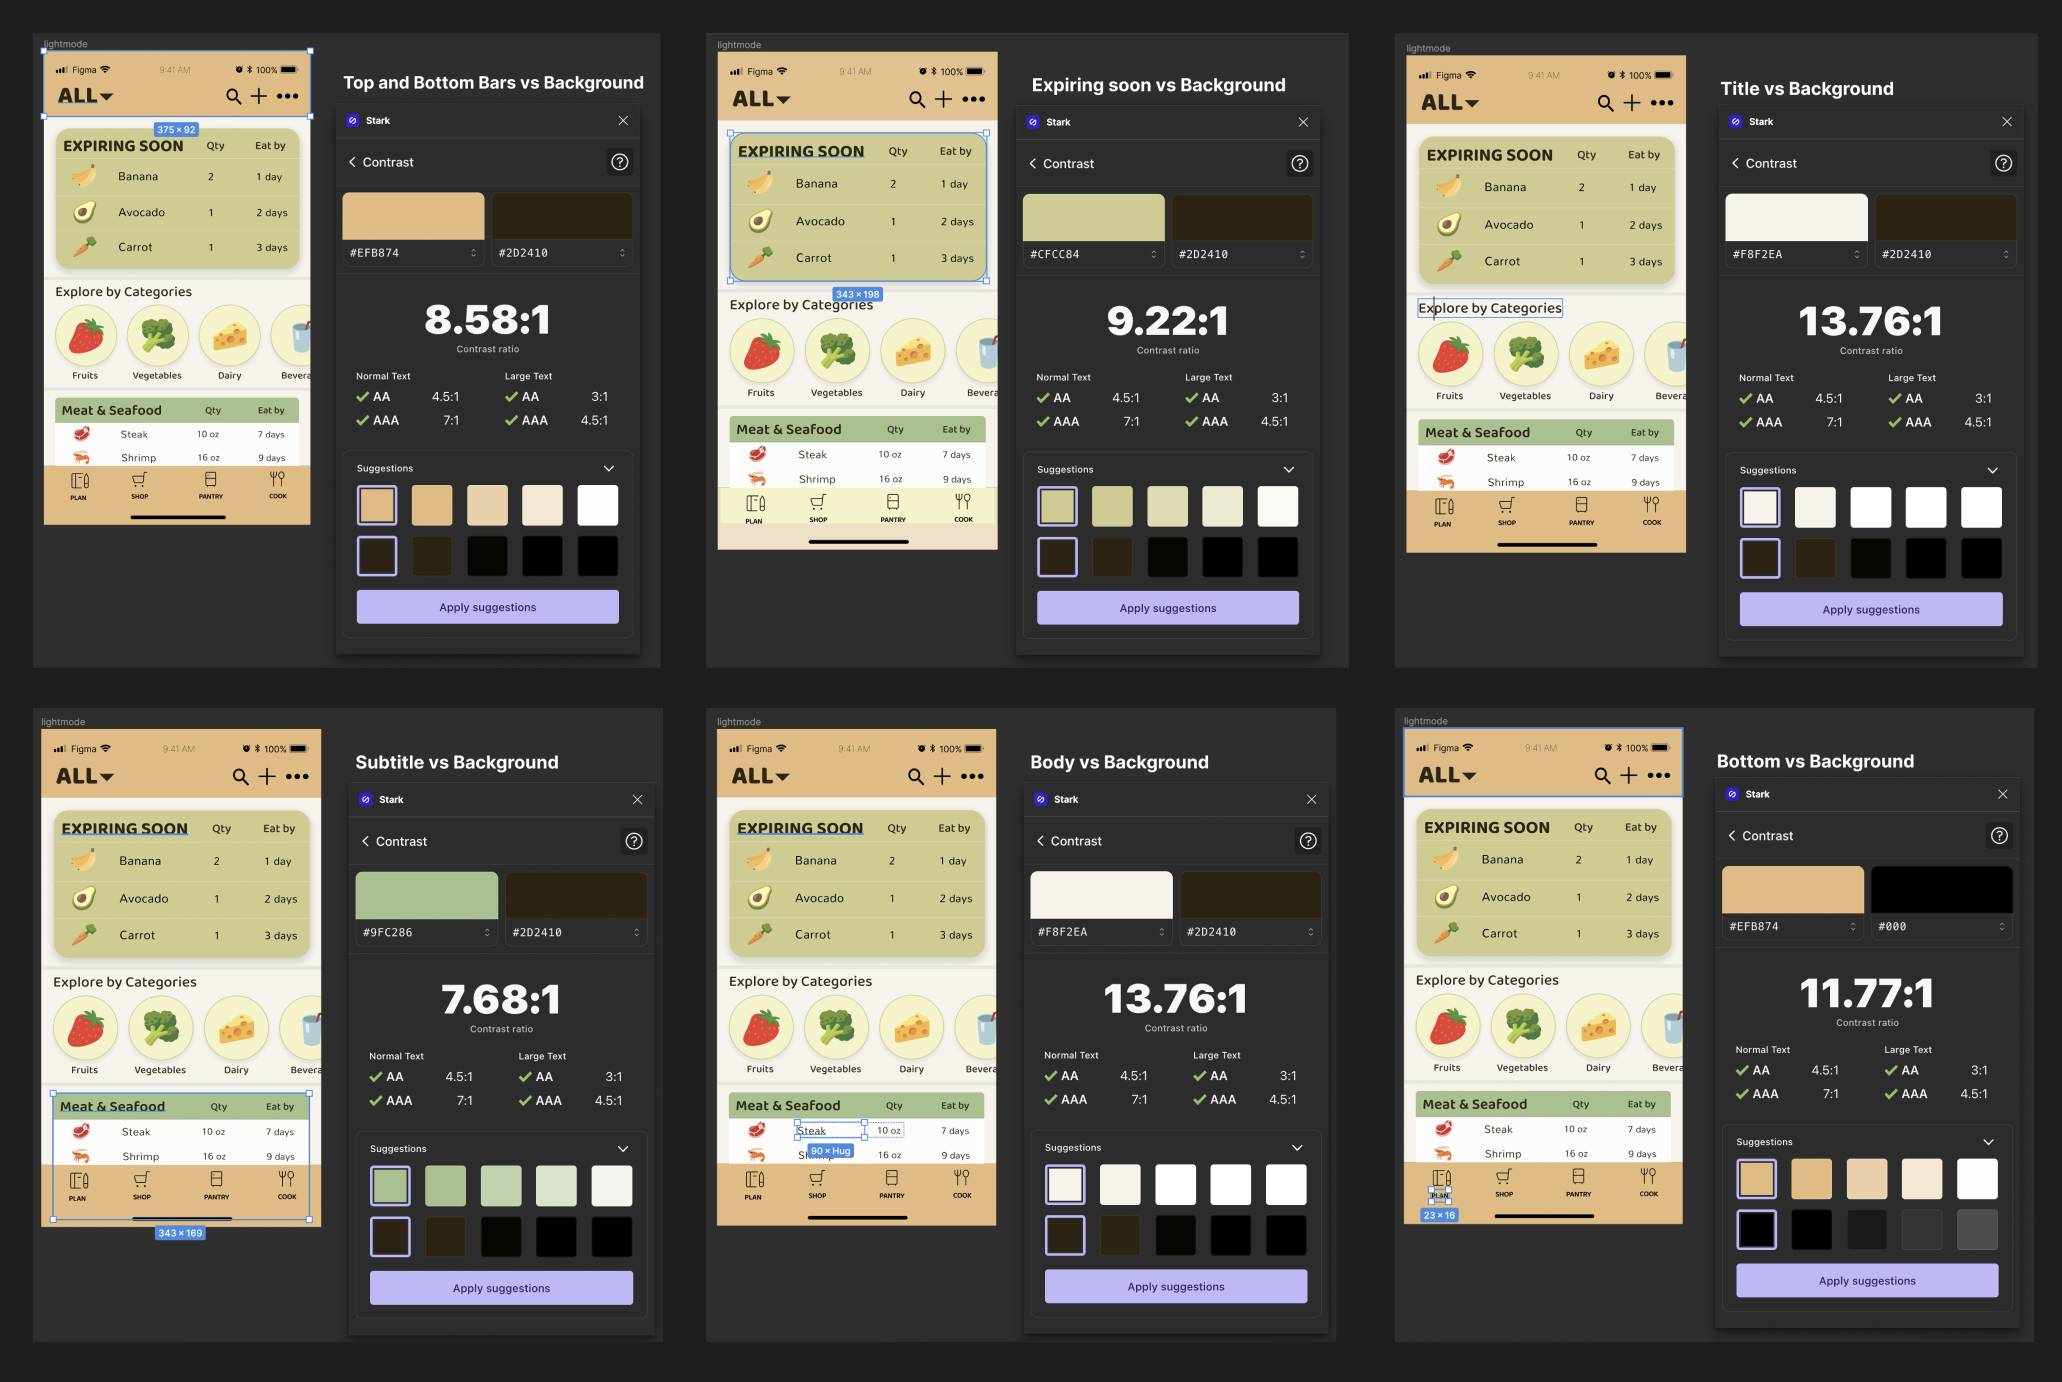 lightmode
Figma 9:41 AM 100%
ALL
375 × 92
EXPIRING SOON Qty Eat by
Banana 2 1 day
Avocado 1 2 days
Carrot 1 3 days
Explore by Categories
Fruits Vegetables Dairy Bevera
Meat & Seafood Qty Eat by
Steak 10 oz 7 days
Shrimp 16 oz 9 days
PLAN SHOP PANTRY COOK
Top and Bottom Bars vs Background
Stark
Contrast
?
#EFB874 #2D2410
8.58:1
Contrast ratio
Normal Text Large Text
AA 4.5:1 AA 3:1
AAA 7:1 AAA 4.5:1
Suggestions
Apply suggestions
lightmode
Figma 9:41 AM 100%
ALL
EXPIRING SOON Qty Eat by
Banana 2 1 day
Avocado 1 2 days
Carrot 1 3 days
343 × 198
Explore by Categories
Fruits Vegetables Dairy Bevera
Meat & Seafood Qty Eat by
Steak 10 oz 7 days
Shrimp 16 oz 9 days
PLAN SHOP PANTRY COOK
Expiring soon vs Background
Stark
Contrast
?
#CFCC84 #2D2410
9.22:1
Contrast ratio
Normal Text Large Text
AA 4.5:1 AA 3:1
AAA 7:1 AAA 4.5:1
Suggestions
Apply suggestions
lightmode
Figma 9:41 AM 100%
ALL
EXPIRING SOON Qty Eat by
Banana 2 1 day
Avocado 1 2 days
Carrot 1 3 days
Explore by Categories
Fruits Vegetables Dairy Bevera
Meat & Seafood Qty Eat by
Steak 10 oz 7 days
Shrimp 16 oz 9 days
PLAN SHOP PANTRY COOK
Title vs Background
Stark
Contrast
?
#F8F2EA #2D2410
13.76:1
Contrast ratio
Normal Text Large Text
AA 4.5:1 AA 3:1
AAA 7:1 AAA 4.5:1
Suggestions
Apply suggestions
lightmode
Figma 9:41 AM 100%
ALL
EXPIRING SOON Qty Eat by
Banana 2 1 day
Avocado 1 2 days
Carrot 1 3 days
Explore by Categories
Fruits Vegetables Dairy Bevera
Meat & Seafood Qty Eat by
Steak 10 oz 7 days
Shrimp 16 oz 9 days
PLAN SHOP PANTRY COOK
343 × 169
Subtitle vs Background
Stark
Contrast
?
#9FC286 #2D2410
7.68:1
Contrast ratio
Normal Text Large Text
AA 4.5:1 AA 3:1
AAA 7:1 AAA 4.5:1
Suggestions
Apply suggestions
lightmode
Figma 9:41 AM 100%
ALL
EXPIRING SOON Qty Eat by
Banana 2 1 day
Avocado 1 2 days
Carrot 1 3 days
Explore by Categories
Fruits Vegetables Dairy Bevera
Meat & Seafood Qty Eat by
Steak 10 oz 7 days
90 × Hug
16 oz 9 days
PLAN SHOP PANTRY COOK
Body vs Background
Stark
Contrast
?
#F8F2EA #2D2410
13.76:1
Contrast ratio
Normal Text Large Text
AA 4.5:1 AA 3:1
AAA 7:1 AAA 4.5:1
Suggestions
Apply suggestions
lightmode
Figma 9:41 AM 100%
ALL
EXPIRING SOON Qty Eat by
Banana 2 1 day
Avocado 1 2 days
Carrot 1 3 days
Explore by Categories
Fruits Vegetables Dairy Bevera
Meat & Seafood Qty Eat by
Steak 10 oz 7 days
Shrimp 16 oz 9 days
PLAN SHOP PANTRY COOK
23 × 16
Bottom vs Background
Stark
Contrast
?
#EFB874 #000
11.77:1
Contrast ratio
Normal Text Large Text
AA 4.5:1 AA 3:1
AAA 7:1 AAA 4.5:1
Suggestions
Apply suggestions